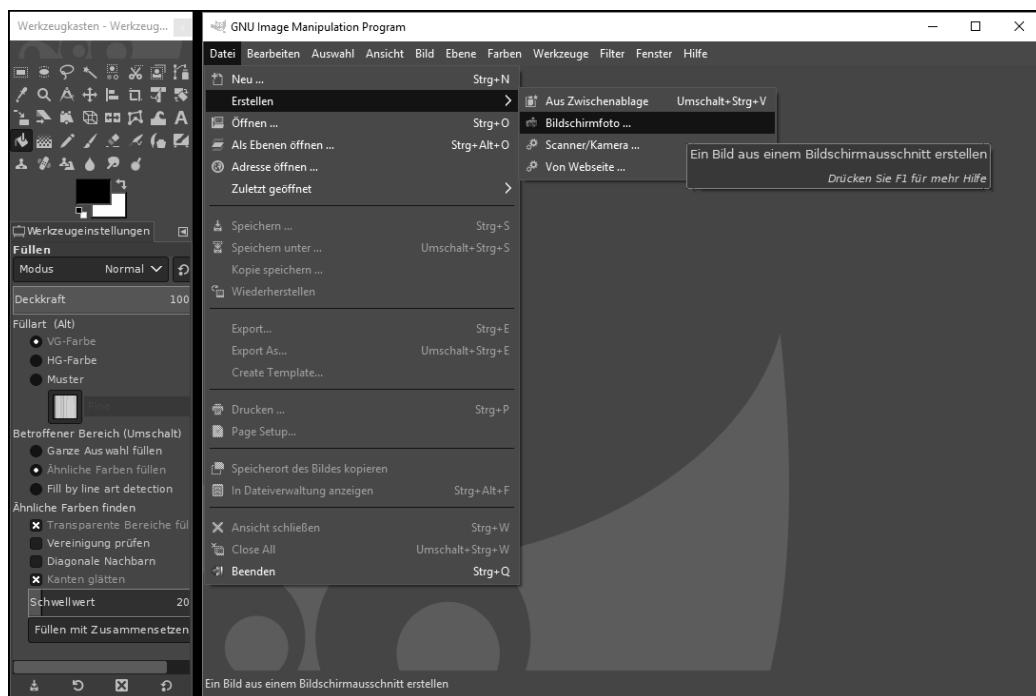 Werkzeugkasten - Werkzeug...
Füllen
Werkzeugeinstellungen
Modus Normal
Deckkraft 100
Füllart (Alt)
VG-Farbe
HG-Farbe
Muster
Pine
Betroffener Bereich (Umschalt)
Ganze Auswahl füllen
Ähnliche Farben füllen
Fill by line art detection
Ähnliche Farben finden
Transparente Bereiche fül
Vereinigung prüfen
Diagonale Nachbarn
Kanten glätten
Schwellwert 20
Füllen mit Zusammensetzen
GNU Image Manipulation Program
Datei Bearbeiten Auswahl Ansicht Bild Ebene Farben Werkzeuge Filter Fenster Hilfe
Neu ... Strg+N
Erstellen
Öffnen ... Strg+O
Als Ebenen öffnen ... Strg+Alt+O
Adresse öffnen ...
Zuletzt geöffnet
Speichern ... Strg+S
Speichern unter ... Umschalt+Strg+S
Kopie speichern ...
Wiederherstellen
Export... Strg+E
Export As... Umschalt+Strg+E
Create Template...
Drucken ... Strg+P
Page Setup...
Speicherort des Bildes kopieren
In Dateiverwaltung anzeigen Strg+Alt+F
Ansicht schließen Strg+W
Close All Umschalt+Strg+W
Beenden Strg+Q
Aus Zwischenablage Umschalt+Strg+V
Bildschirmfoto ...
Scanner/Kamera ...
Von Webseite ...
Ein Bild aus einem Bildschirmausschnitt erstellen
Drücken Sie F1 für mehr Hilfe
Ein Bild aus einem Bildschirmausschnitt erstellen